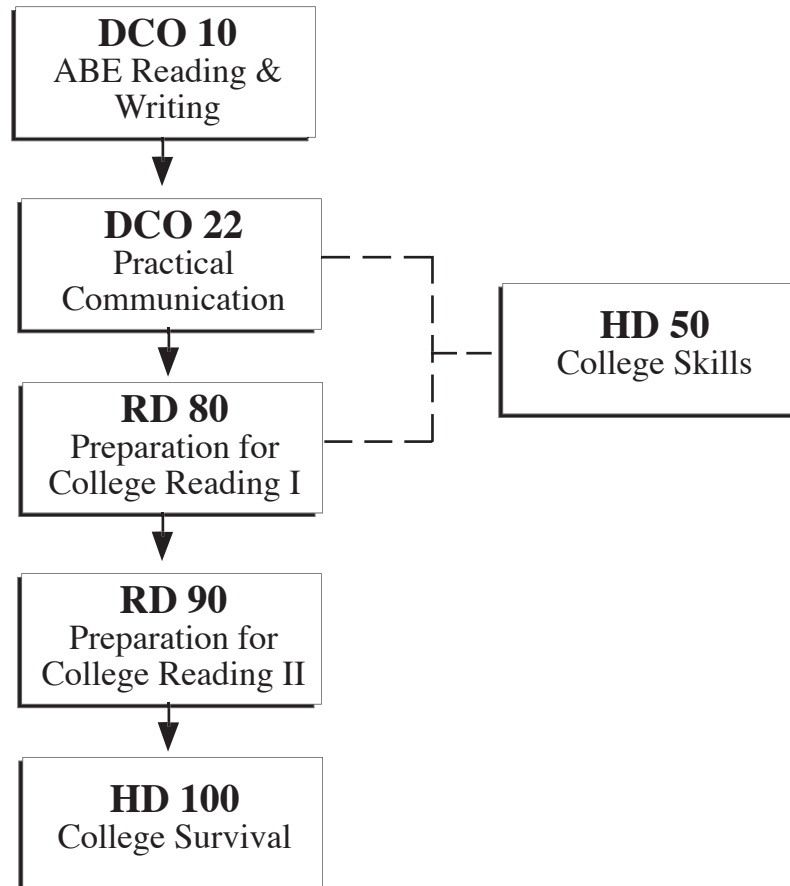 DCO 10
ABE Reading &
Writing
DCO 22
Practical
Communication
HD 50
College Skills
RD 80
Preparation for
College Reading I
RD 90
Preparation for
College Reading II
HD 100
College Survival